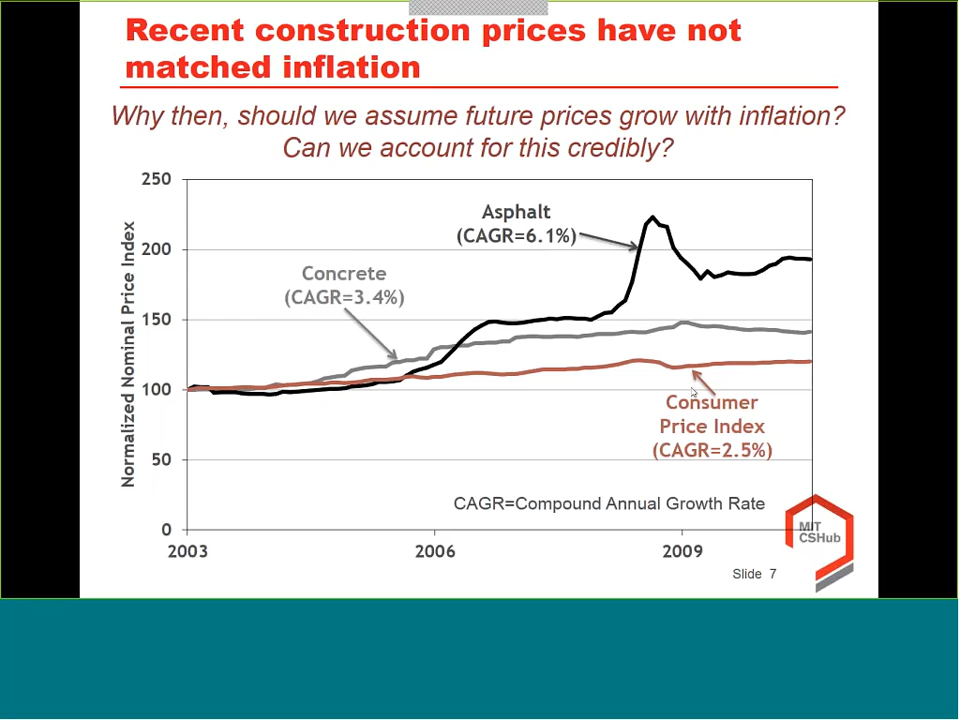 Recent construction prices have not
matched inflation
Why then, should we assume future prices grow with inflation?
Can we account for this credibly?
250
200
150
100
50
0
Normalized Nominal Price Index
Asphalt
(CAGR=6.1%)
Concrete
(CAGR=3.4%)
Consumer
Price Index
(CAGR=2.5%)
CAGR=Compound Annual Growth Rate
2003
2006
2009
MIT
CSHub
Slide 7